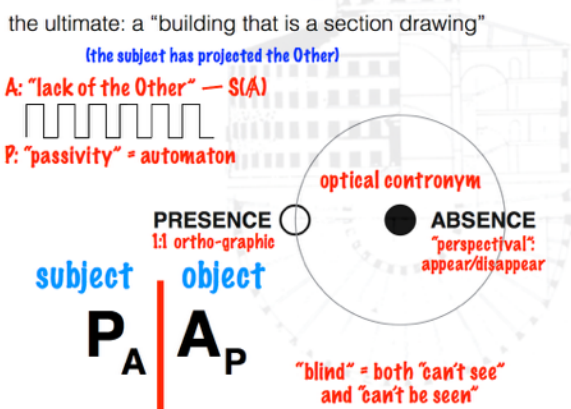 the ultimate: a “building that is a section drawing”
(the subject has projected the Other)
A: “lack of the Other” — S(Ⱥ)
P: “passivity” = automaton
optical contronym
PRESENCE
1:1 ortho-graphic
ABSENCE
“perspectival”:
appear/disappear
subject
object
PA
AP
“blind” = both “can’t see”
and “can’t be seen”